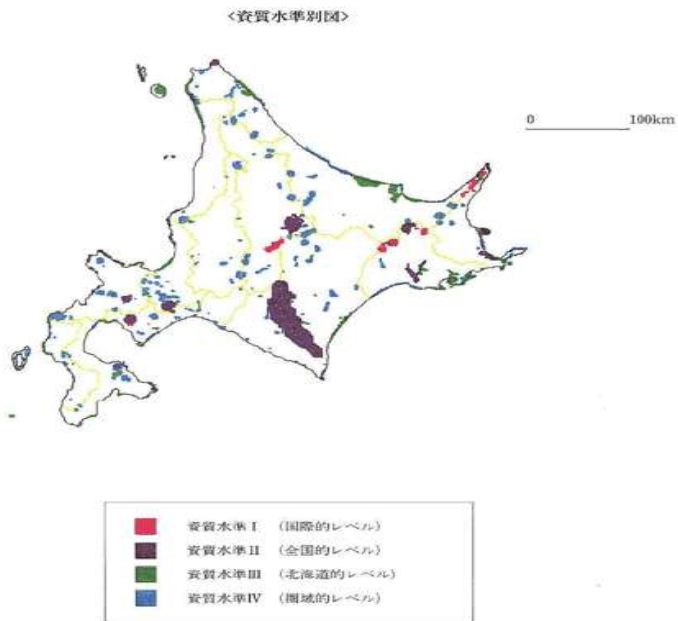 <資質水準別図>
0 100km
資質水準Ⅰ (国際的レベル)
資質水準Ⅱ (全国的レベル)
資質水準Ⅲ (北海道的レベル)
資質水準Ⅳ (圏域的レベル)